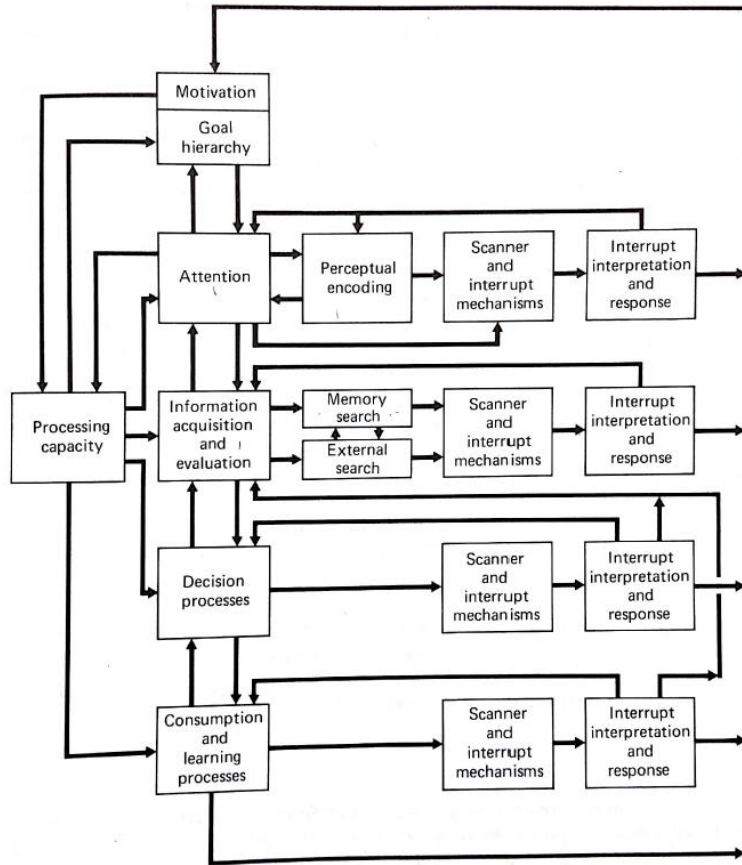 Motivation
Goal
hierarchy
Attention
Perceptual
encoding
Scanner
and
interrupt
mechanisms
Interrupt
interpretation
and
response
Processing
capacity
Information
acquisition
and
evaluation
Memory
search
External
search
Scanner
and
interrupt
mechanisms
Interrupt
interpretation
and
response
Decision
processes
Scanner
and
interrupt
mechanisms
Interrupt
interpretation
and
response
Consumption
and
learning
processes
Scanner
and
interrupt
mechanisms
Interrupt
interpretation
and
response